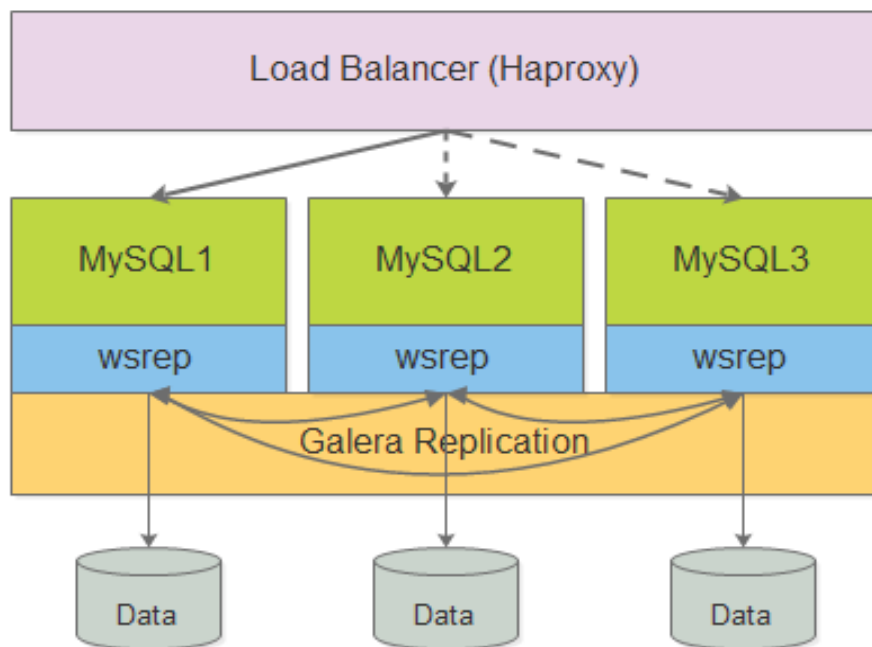 Load Balancer (Haproxy)
MySQL1
MySQL2
MySQL3
wsrep
wsrep
wsrep
Galera Replication
Data
Data
Data